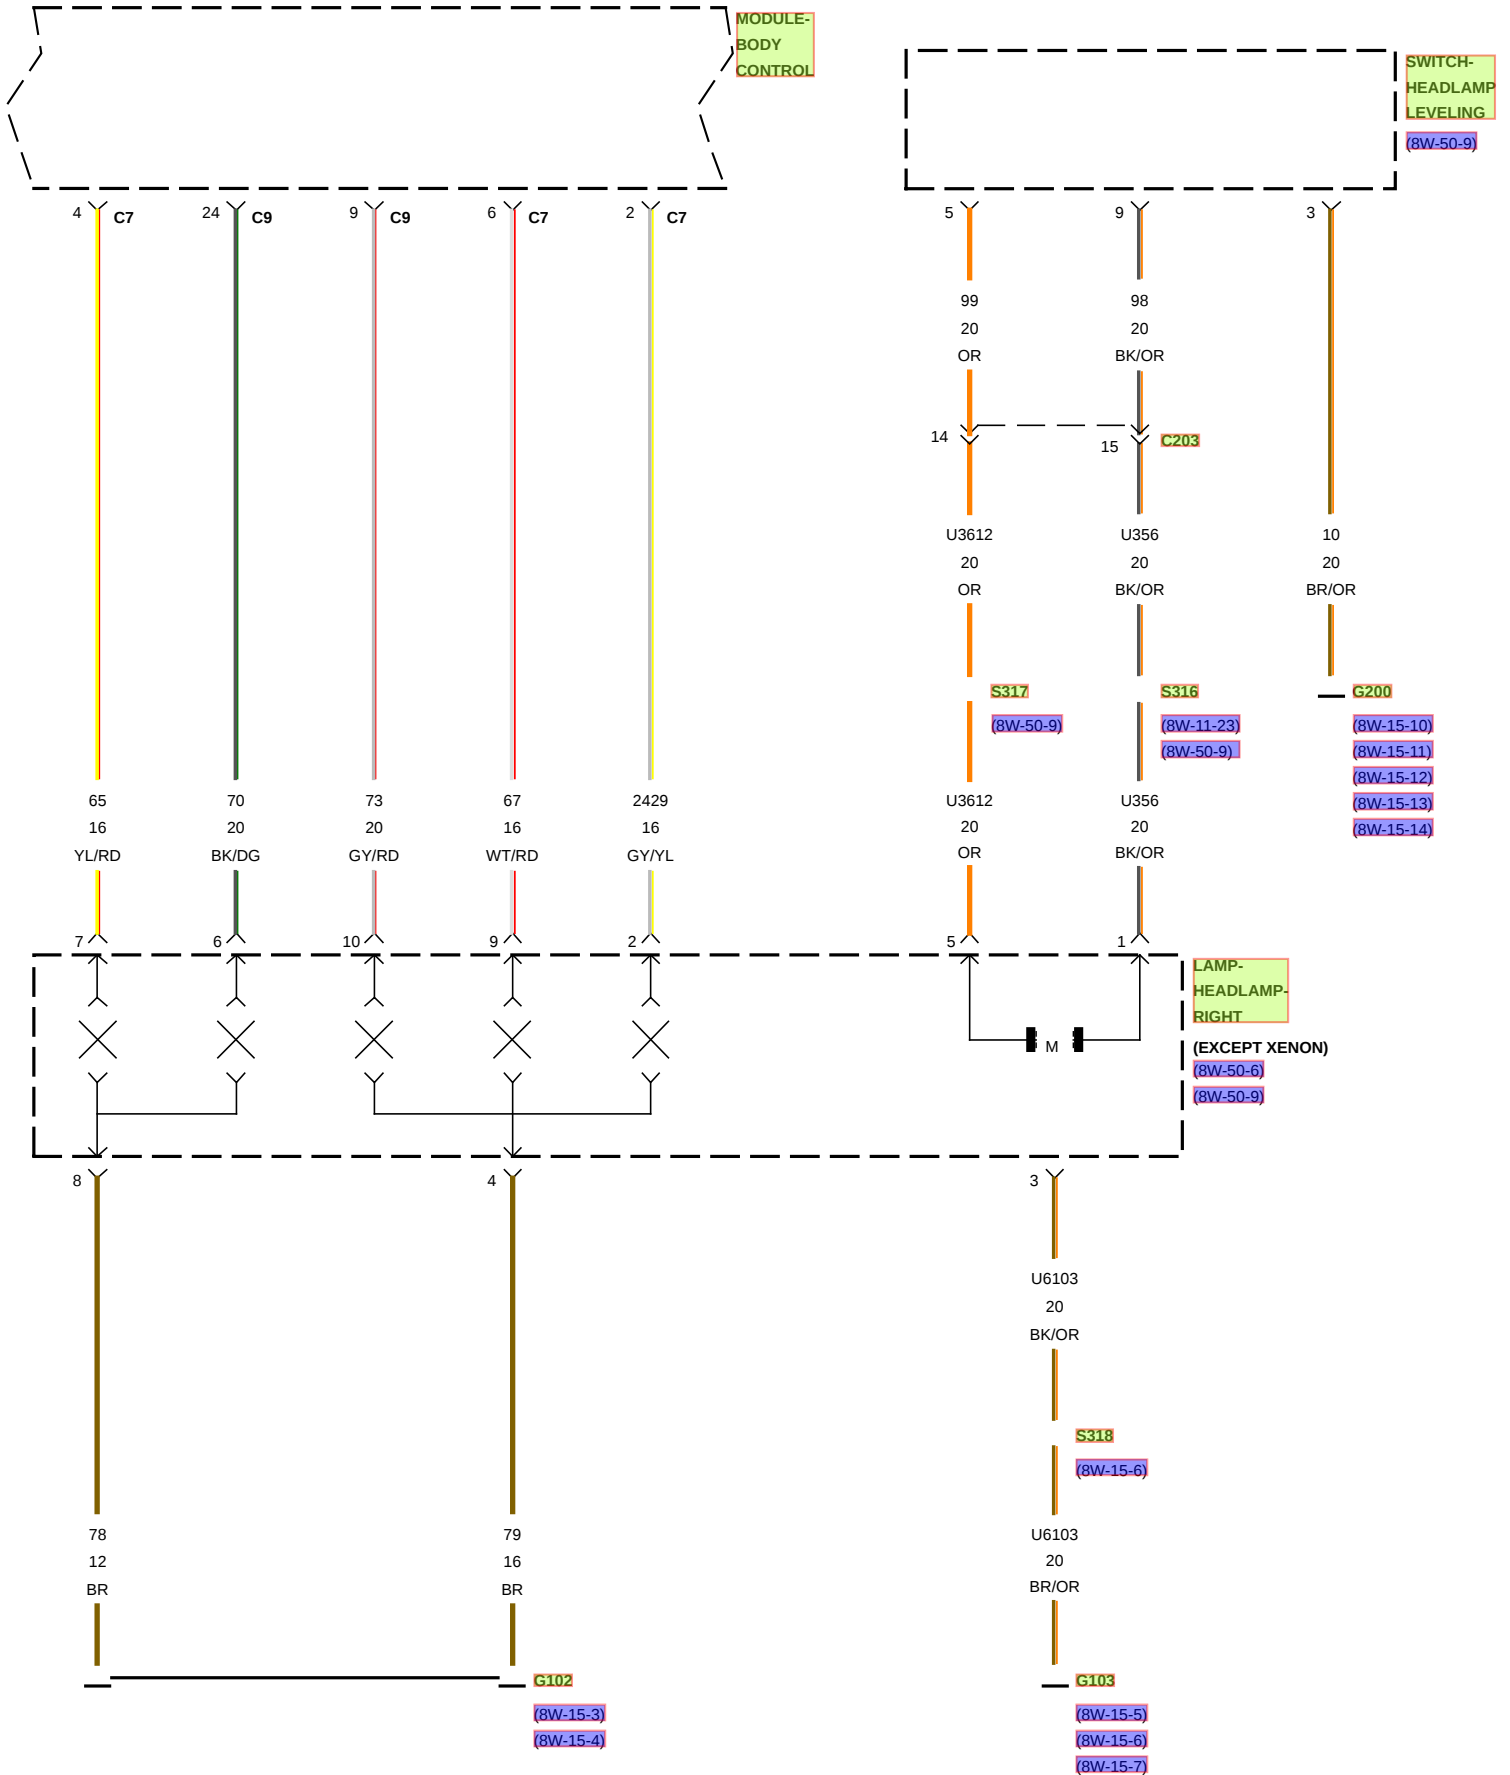 MODULE-
BODY
CONTROL
SWITCH-
HEADLAMP
LEVELING
(8W-50-9)
4 C7 24 C9 9 C9 6 C7 2 C7 5 9 3
99 98
20 20
OR BK/OR
14 15 C203
U3612 U356 10
20 20 20
OR BK/OR BR/OR
S317 S316 G200
(8W-50-9) (8W-11-23) (8W-15-10)
(8W-50-9) (8W-15-11)
(8W-15-12)
(8W-15-13)
(8W-15-14)
65 70 73 67 2429 U3612 U356
16 20 20 16 16 20 20
YL/RD BK/DG GY/RD WT/RD GY/YL OR BK/OR
7 6 10 9 2 5 1
LAMP-
HEADLAMP-
RIGHT
M (EXCEPT XENON)
(8W-50-6)
(8W-50-9)
8 4 3
U6103
20
BK/OR
S318
(8W-15-6)
78 79 U6103
12 16 20
BR BR BR/OR
G102 G103
(8W-15-3) (8W-15-5)
(8W-15-4) (8W-15-6)
(8W-15-7)